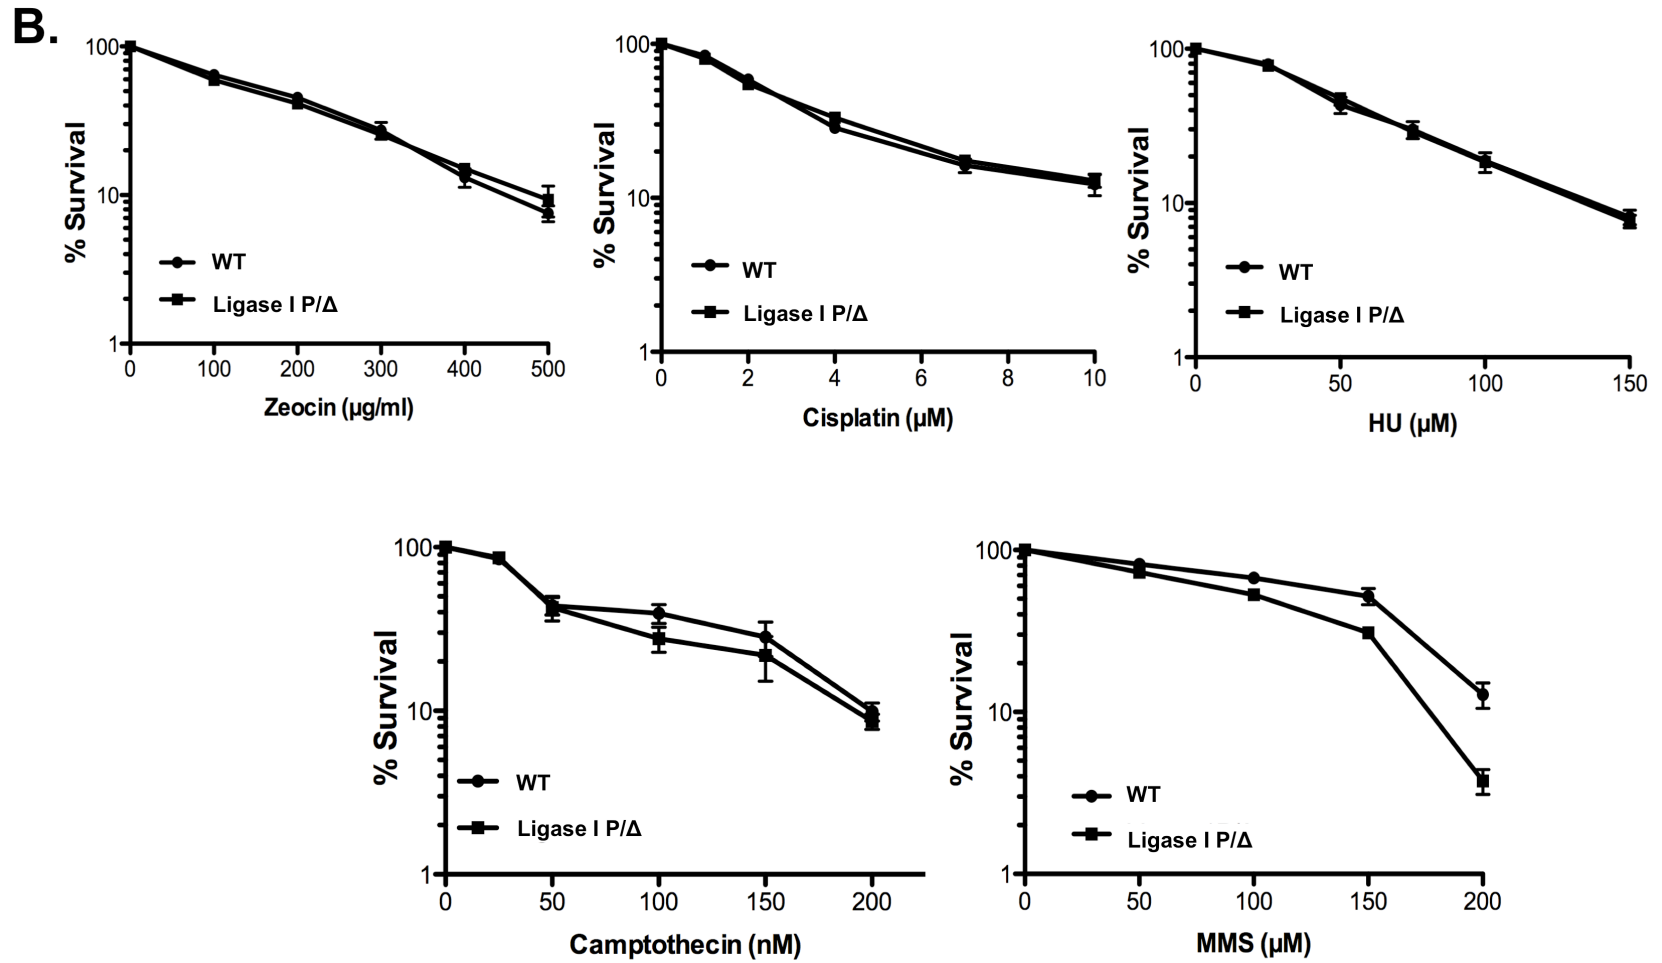 B.
% Survival
100
10
1
0 100 200 300 400 500
Zeocin (µg/ml)
WT
Ligase I P/Δ
% Survival
100
10
1
0 2 4 6 8 10
Cisplatin (µM)
WT
Ligase I P/Δ
% Survival
100
10
1
0 50 100 150
HU (µM)
WT
Ligase I P/Δ
% Survival
100
10
1
0 50 100 150 200
Camptothecin (nM)
WT
Ligase I P/Δ
% Survival
100
10
1
0 50 100 150 200
MMS (µM)
WT
Ligase I P/Δ